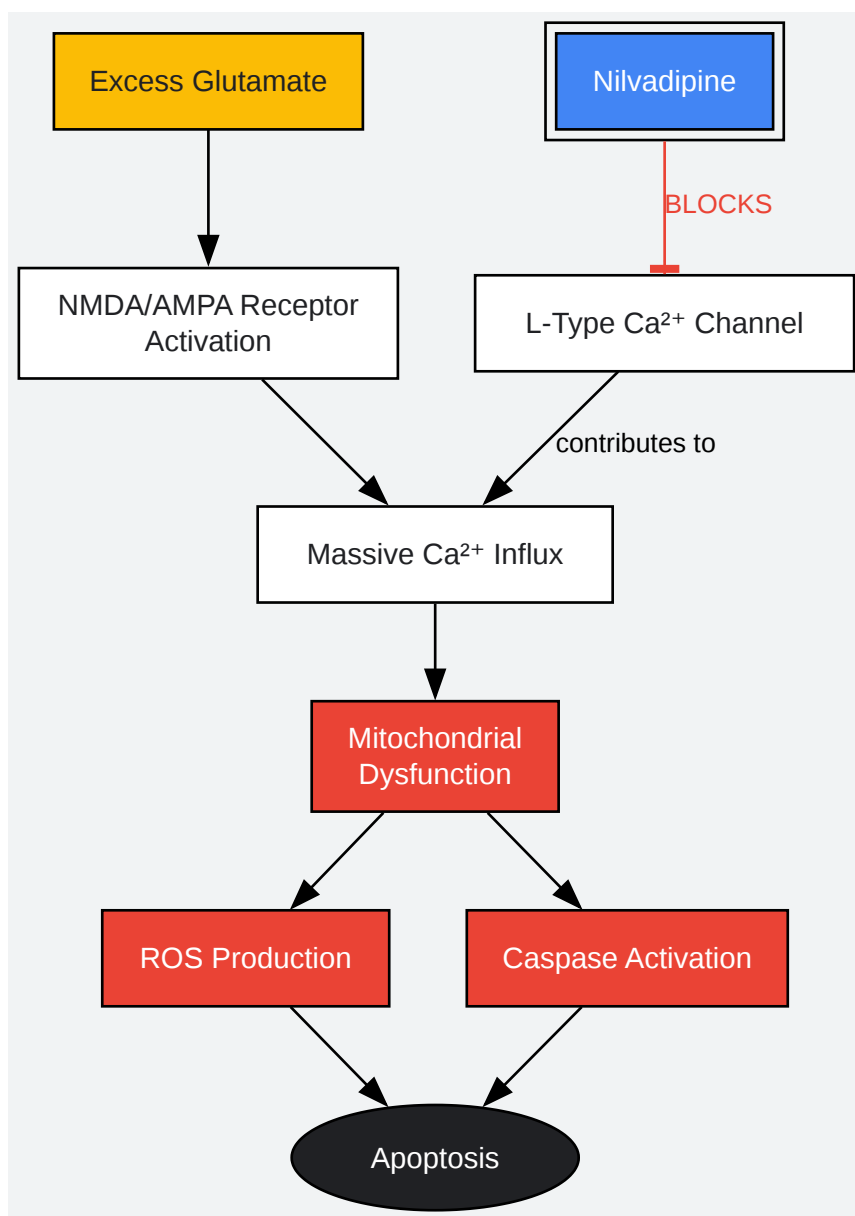 Excess Glutamate
Nilvadipine
BLOCKS
NMDA/AMPA Receptor
Activation
L-Type Ca²⁺ Channel
contributes to
Massive Ca²⁺ Influx
Mitochondrial
Dysfunction
ROS Production
Caspase Activation
Apoptosis